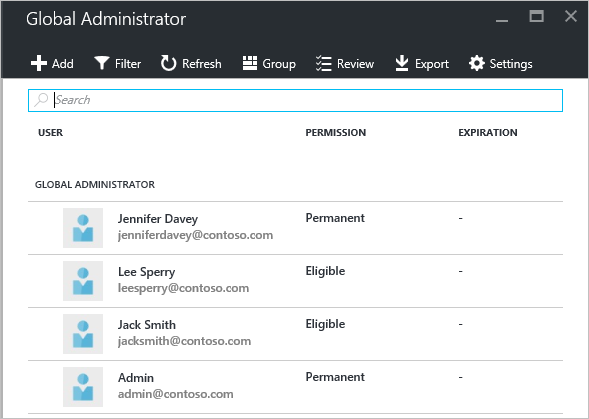 Global Administrator
Add Filter Refresh Group Review Export Settings
Search
USER PERMISSION EXPIRATION
GLOBAL ADMINISTRATOR
Jennifer Davey Permanent -
jenniferdavey@contoso.com
Lee Sperry Eligible -
leesperry@contoso.com
Jack Smith Eligible -
jacksmith@contoso.com
Admin Permanent -
admin@contoso.com